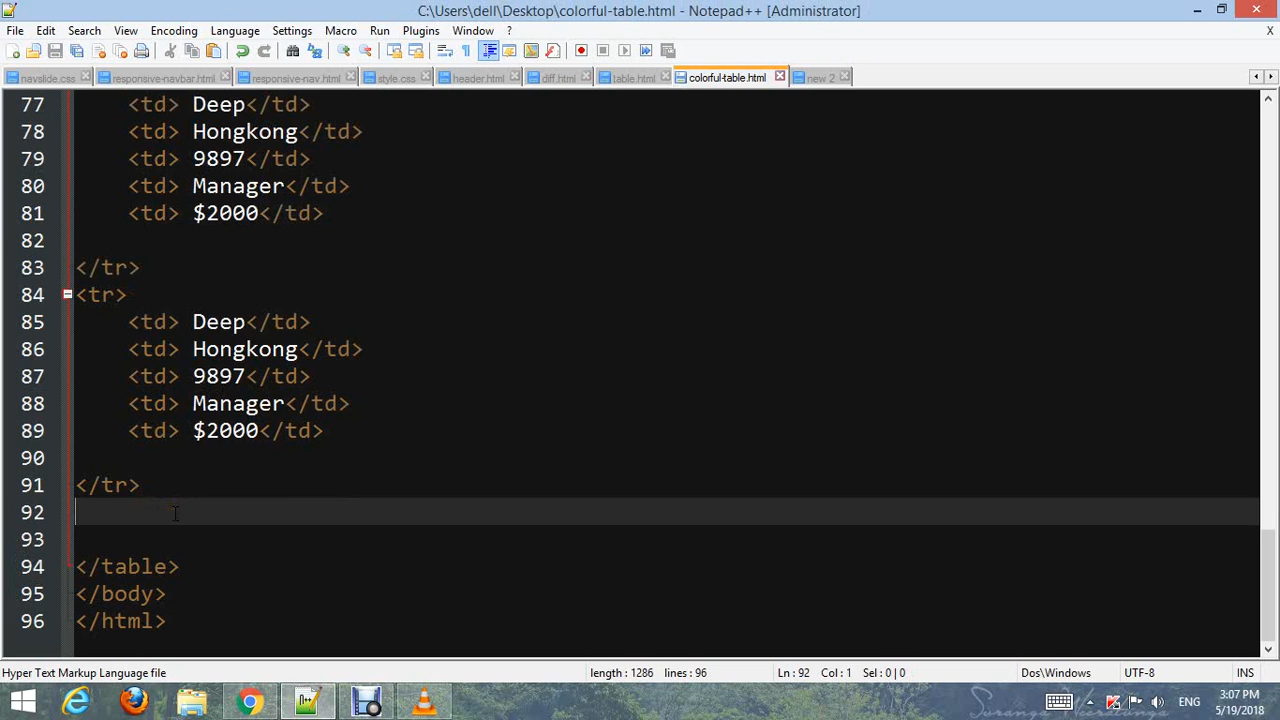 C:\Users\dell\Desktop\colorful-table.html - Notepad++ [Administrator]
File Edit Search View Encoding Language Settings Macro Run Plugins Window ? X
navslide.css responsive-navbar.html responsive-nav.html style.css header.html diff.html table.html colorful-table.html new 2
77 <td> Deep</td>
78 <td> Hongkong</td>
79 <td> 9897</td>
80 <td> Manager</td>
81 <td> $2000</td>
82
83 </tr>
84 <tr>
85 <td> Deep</td>
86 <td> Hongkong</td>
87 <td> 9897</td>
88 <td> Manager</td>
89 <td> $2000</td>
90
91 </tr>
92
93
94 </table>
95 </body>
96 </html>
Hyper Text Markup Language file length : 1286 lines : 96 Ln : 92 Col : 1 Sel : 0 | 0 Dos\Windows UTF-8 INS
ENG 3:07 PM
5/19/2018